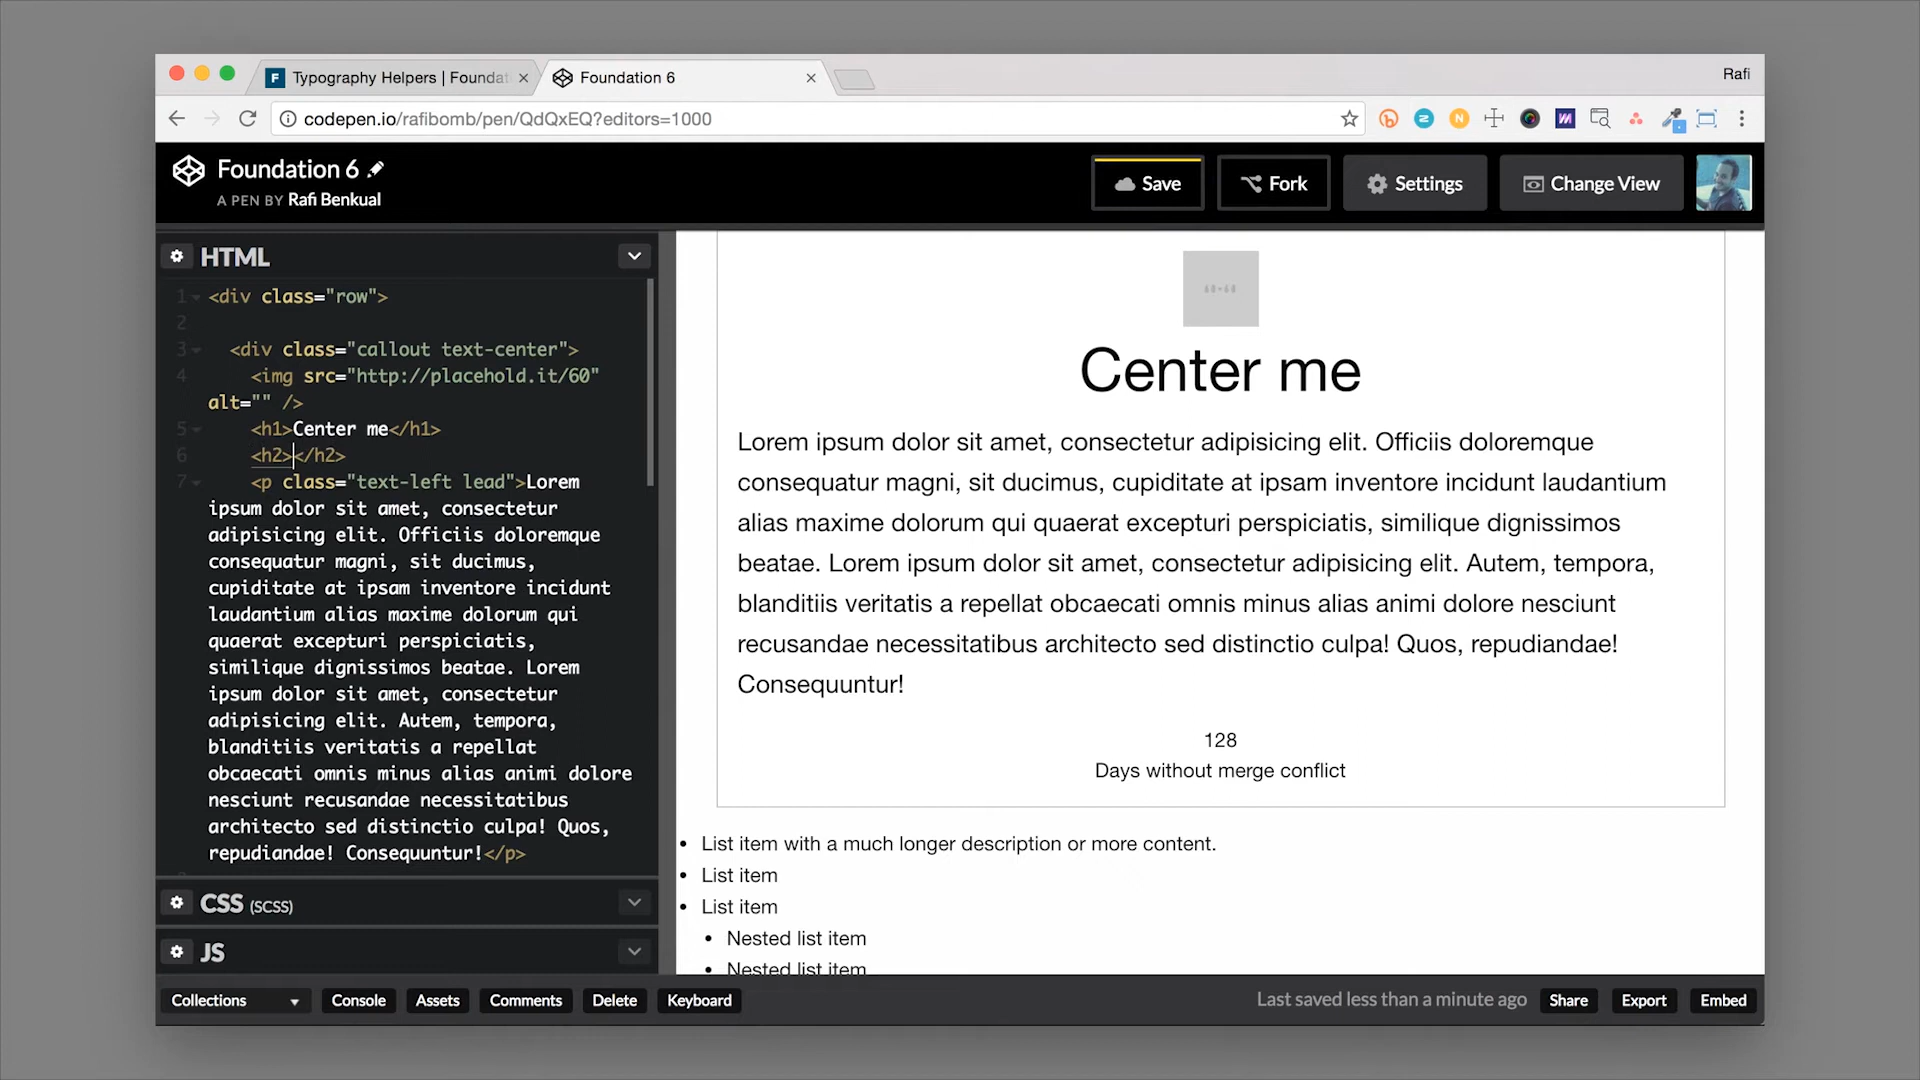 Typography Helpers | Foundat
Foundation 6
Rafi
codepen.io/rafibomb/pen/QdQxEQ?editors=1000
Foundation 6
A PEN BY Rafi Benkual
Save
Fork
Settings
Change View
HTML
1 <div class="row">
2
3 <div class="callout text-center">
4 <img src="http://placehold.it/60"
alt="" />
5 <h1>Center me</h1>
6 <h2></h2>
7 <p class="text-left lead">Lorem
ipsum dolor sit amet, consectetur
adipisicing elit. Officiis doloremque
consequatur magni, sit ducimus,
cupiditate at ipsam inventore incidunt
laudantium alias maxime dolorum qui
quaerat excepturi perspiciatis,
similique dignissimos beatae. Lorem
ipsum dolor sit amet, consectetur
adipisicing elit. Autem, tempora,
blanditiis veritatis a repellat
obcaecati omnis minus alias animi dolore
nesciunt recusandae necessitatibus
architecto sed distinctio culpa! Quos,
repudiandae! Consequuntur!</p>
CSS (SCSS)
JS
60×60
Center me
Lorem ipsum dolor sit amet, consectetur adipisicing elit. Officiis doloremque
consequatur magni, sit ducimus, cupiditate at ipsam inventore incidunt laudantium
alias maxime dolorum qui quaerat excepturi perspiciatis, similique dignissimos
beatae. Lorem ipsum dolor sit amet, consectetur adipisicing elit. Autem, tempora,
blanditiis veritatis a repellat obcaecati omnis minus alias animi dolore nesciunt
recusandae necessitatibus architecto sed distinctio culpa! Quos, repudiandae!
Consequuntur!
128
Days without merge conflict
• List item with a much longer description or more content.
• List item
• List item
• Nested list item
• Nested list item
Collections
Console
Assets
Comments
Delete
Keyboard
Last saved less than a minute ago
Share
Export
Embed